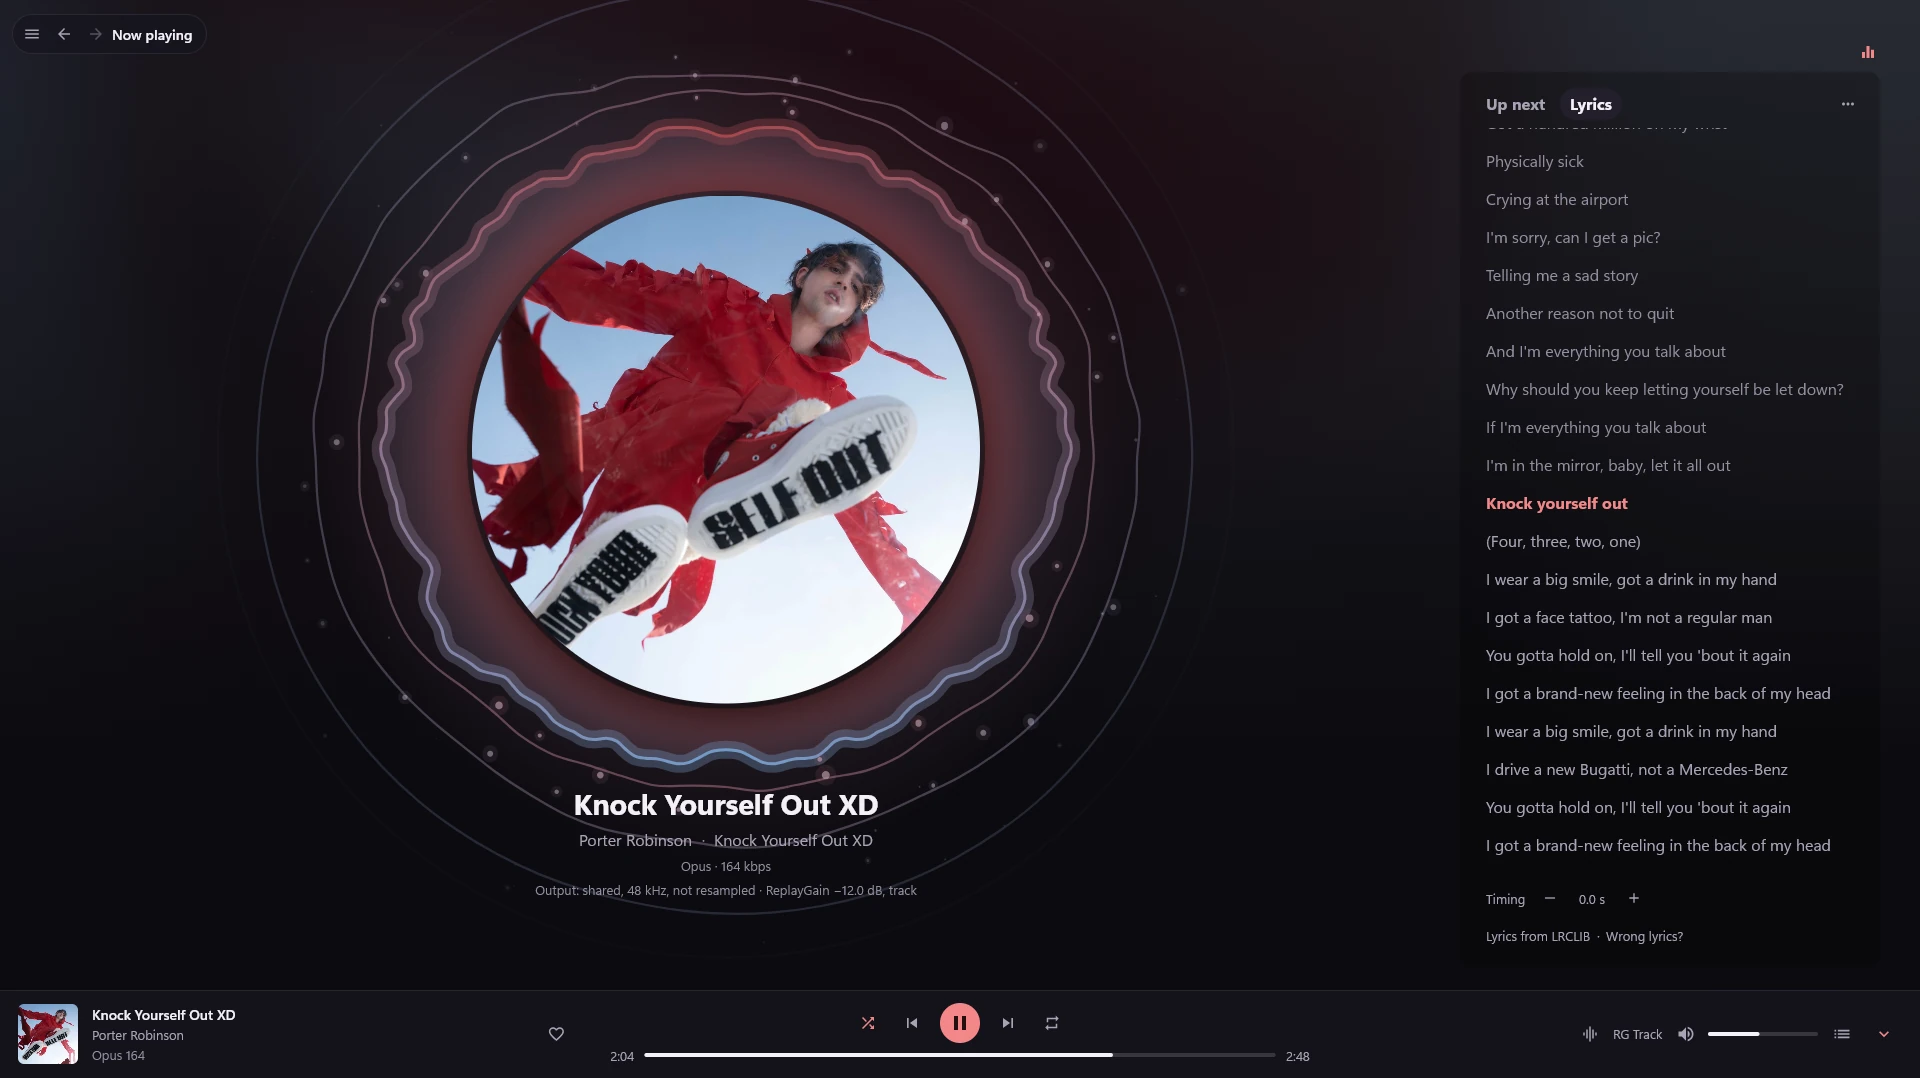 Now playing
Up next Lyrics
Physically sick
Crying at the airport
I'm sorry, can I get a pic?
Telling me a sad story
Another reason not to quit
And I'm everything you talk about
Why should you keep letting yourself be let down?
If I'm everything you talk about
I'm in the mirror, baby, let it all out
Knock yourself out
(Four, three, two, one)
I wear a big smile, got a drink in my hand
I got a face tattoo, I'm not a regular man
You gotta hold on, I'll tell you 'bout it again
I got a brand-new feeling in the back of my head
I wear a big smile, got a drink in my hand
I drive a new Bugatti, not a Mercedes-Benz
You gotta hold on, I'll tell you 'bout it again
I got a brand-new feeling in the back of my head
Timing − 0.0 s +
Lyrics from LRCLIB · Wrong lyrics?
SELF OUT
Knock Yourself Out XD
Porter Robinson · Knock Yourself Out XD
Opus · 164 kbps
Output: shared, 48 kHz, not resampled · ReplayGain −12.0 dB, track
Knock Yourself Out XD
Porter Robinson
Opus 164
2:04 2:48
RG Track